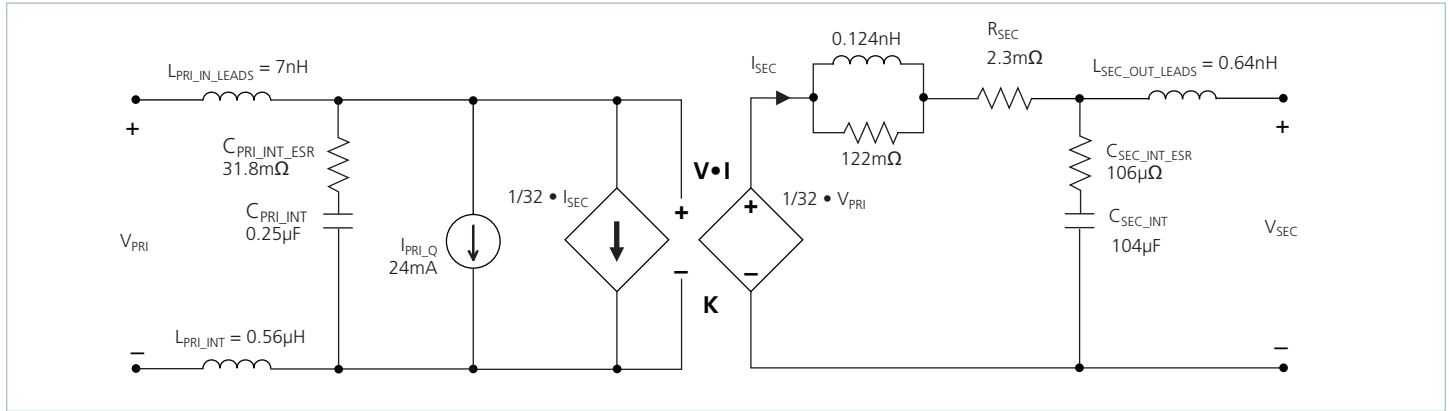 L_PRI_IN_LEADS = 7nH
+
C_PRI_INT_ESR
31.8mΩ
C_PRI_INT
0.25μF
V_PRI
I_PRI_Q
24mA
L_PRI_INT = 0.56μH
–
1/32 • I_SEC
V•I
+
–
K
1/32 • V_PRI
+
–
I_SEC
0.124nH
122mΩ
R_SEC
2.3mΩ
L_SEC_OUT_LEADS = 0.64nH
+
C_SEC_INT_ESR
106μΩ
C_SEC_INT
104μF
V_SEC
–